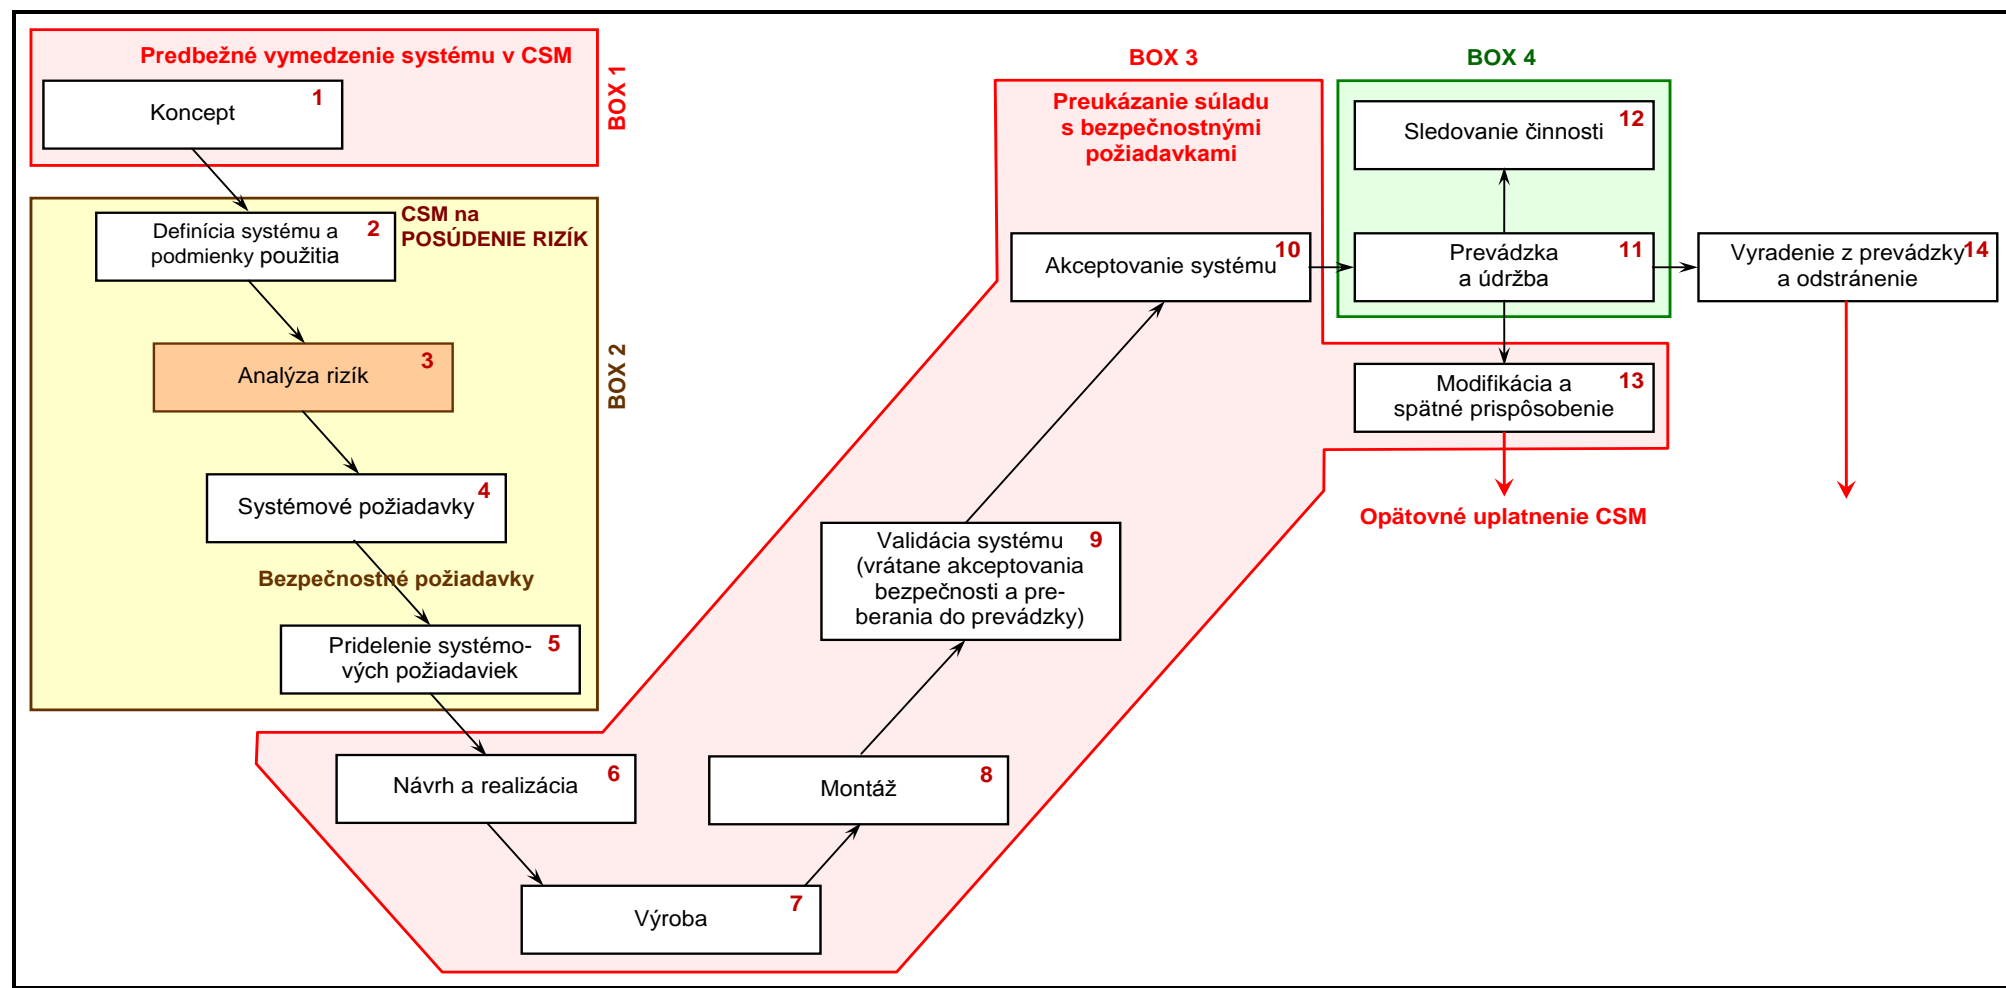 Predbežné vymedzenie systému v CSM
BOX 1
Koncept
1
BOX 2
CSM na
POSÚDENIE RIZÍK
Definícia systému a
podmienky použitia
2
Analýza rizík
3
Systémové požiadavky
4
Bezpečnostné požiadavky
Pridelenie systémo-
vých požiadaviek
5
Návrh a realizácia
6
Výroba
7
Montáž
8
Validácia systému
(vrátane akceptovania
bezpečnosti a pre-
berania do prevádzky)
9
BOX 3
Preukázanie súladu
s bezpečnostnými
požiadavkami
Akceptovanie systému
10
BOX 4
Sledovanie činnosti
12
Prevádzka
a údržba
11
Vyradenie z prevádzky
a odstránenie
14
Modifikácia a
spätné prispôsobenie
13
Opätovné uplatnenie CSM